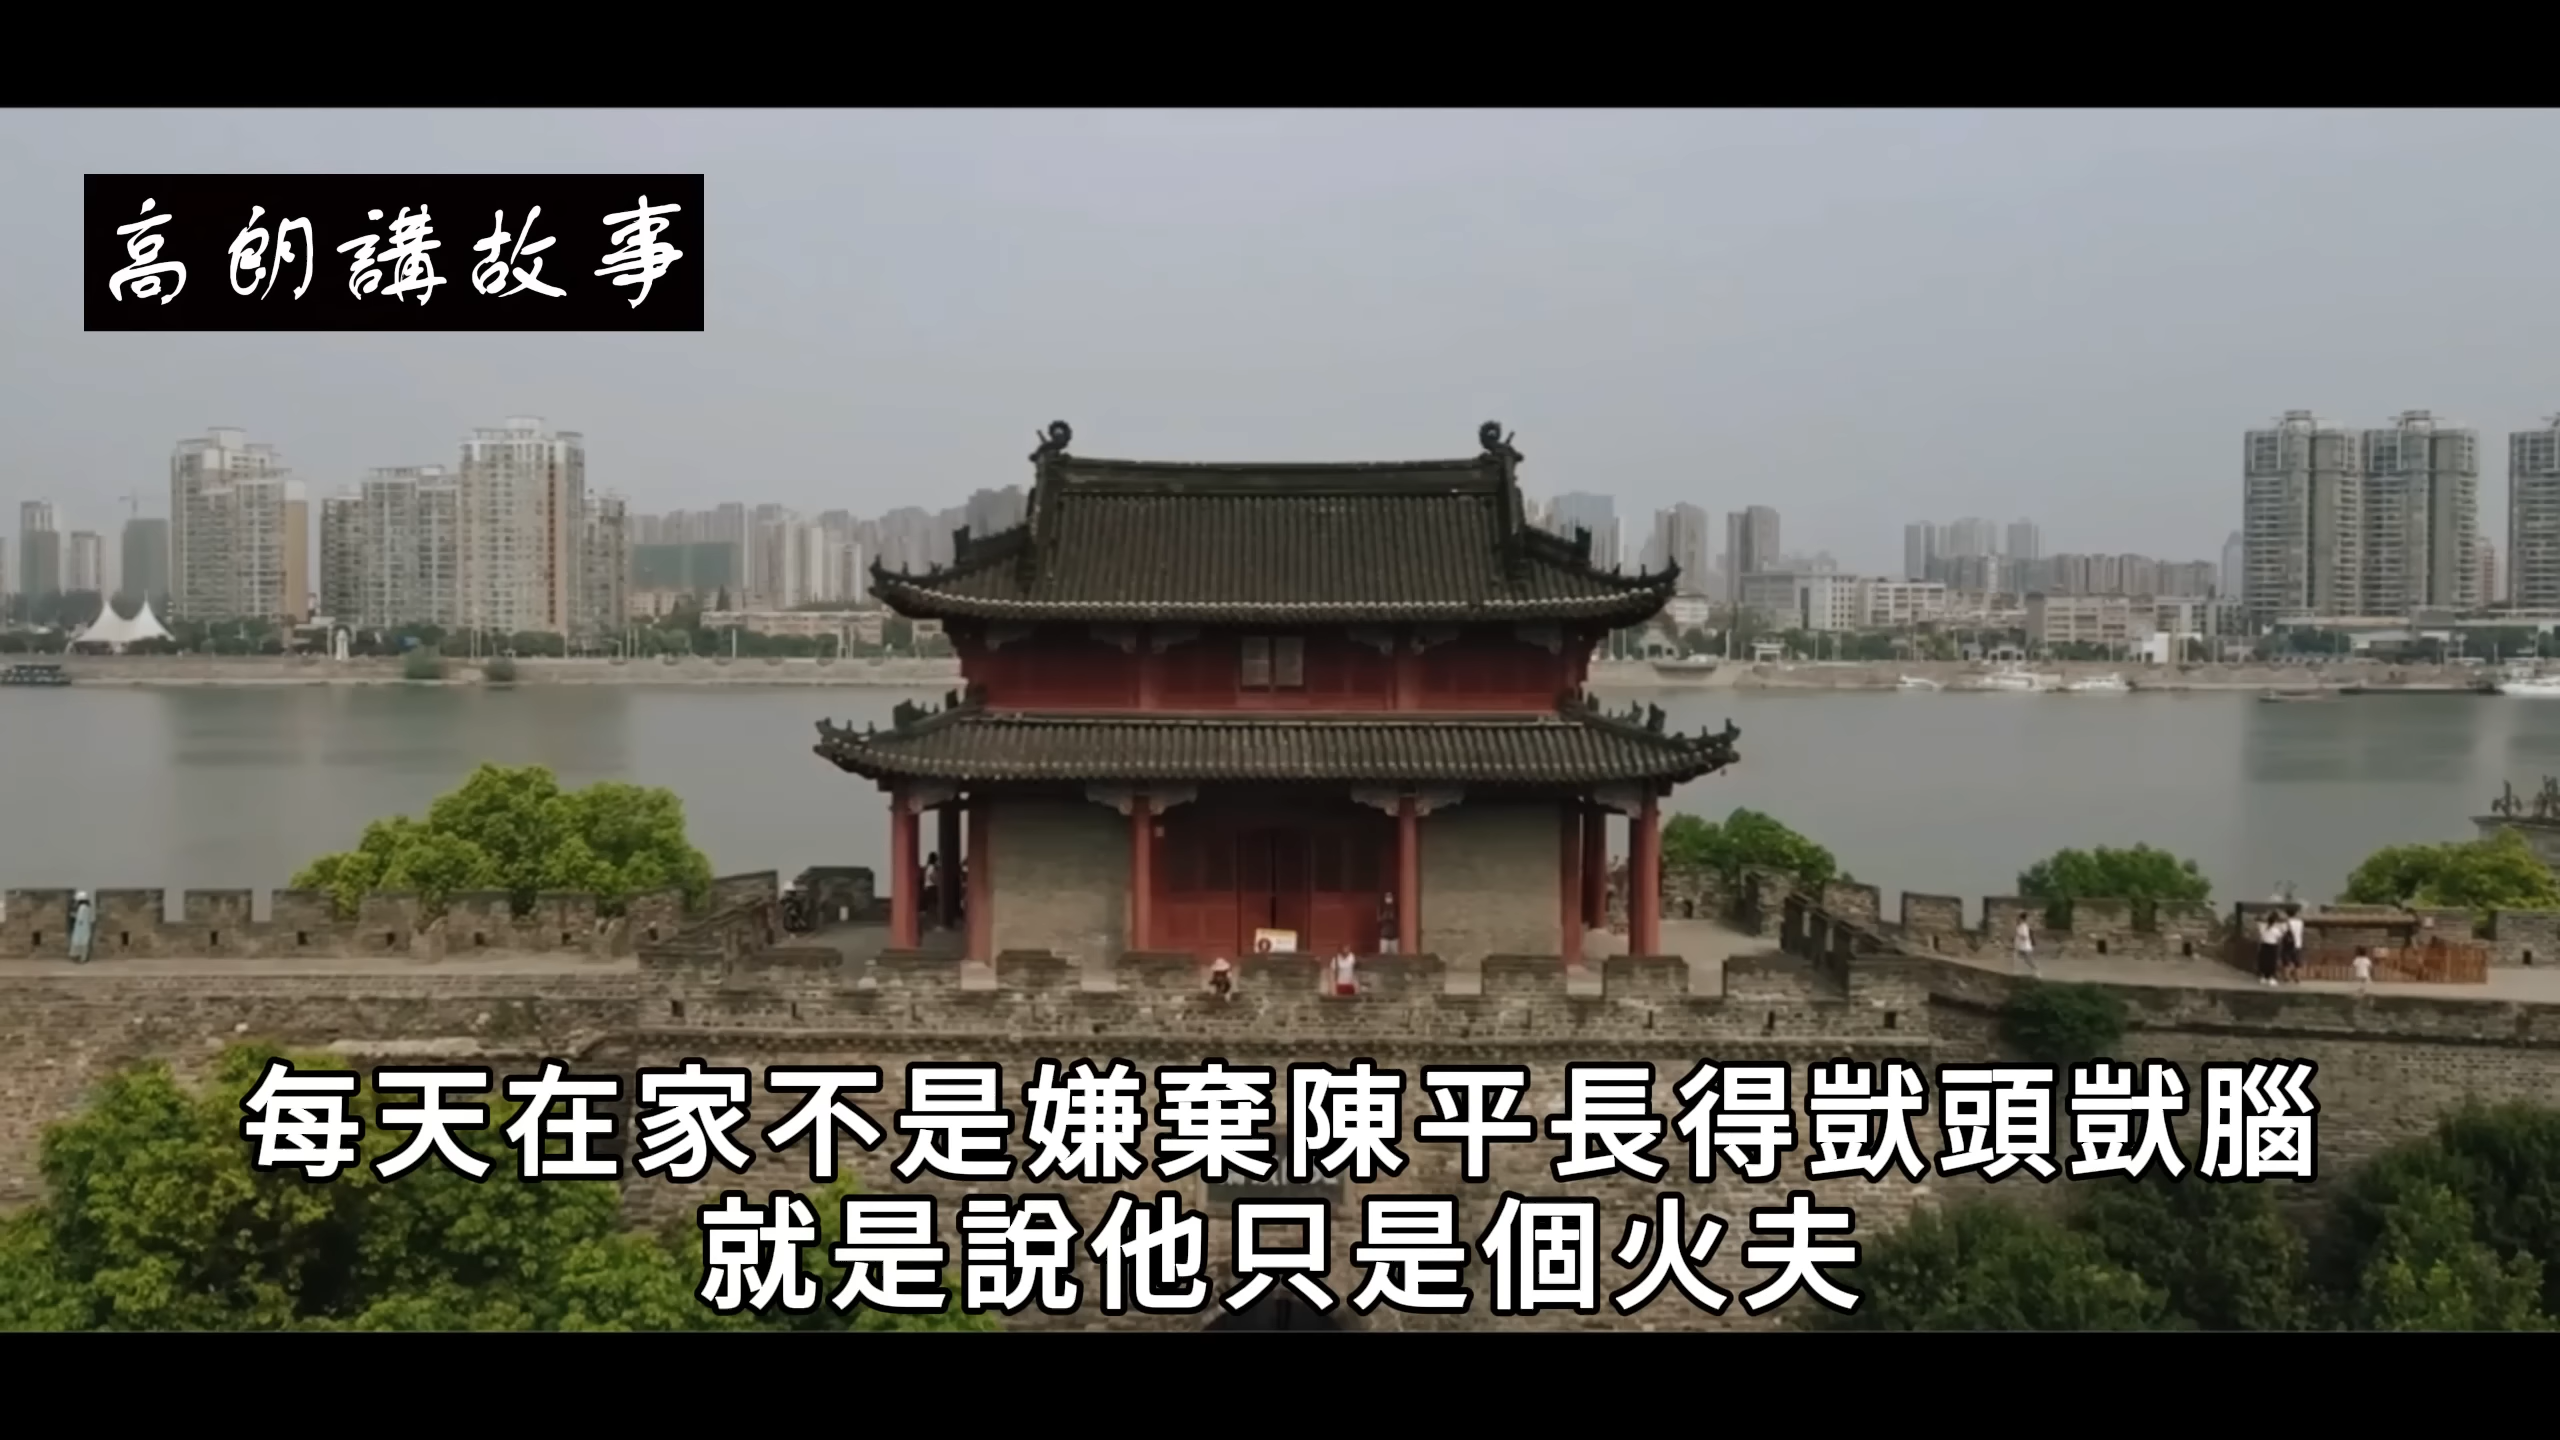 高朗講故事
每天在家不是嫌棄陳平長得獃頭獃腦
就是說他只是個火夫